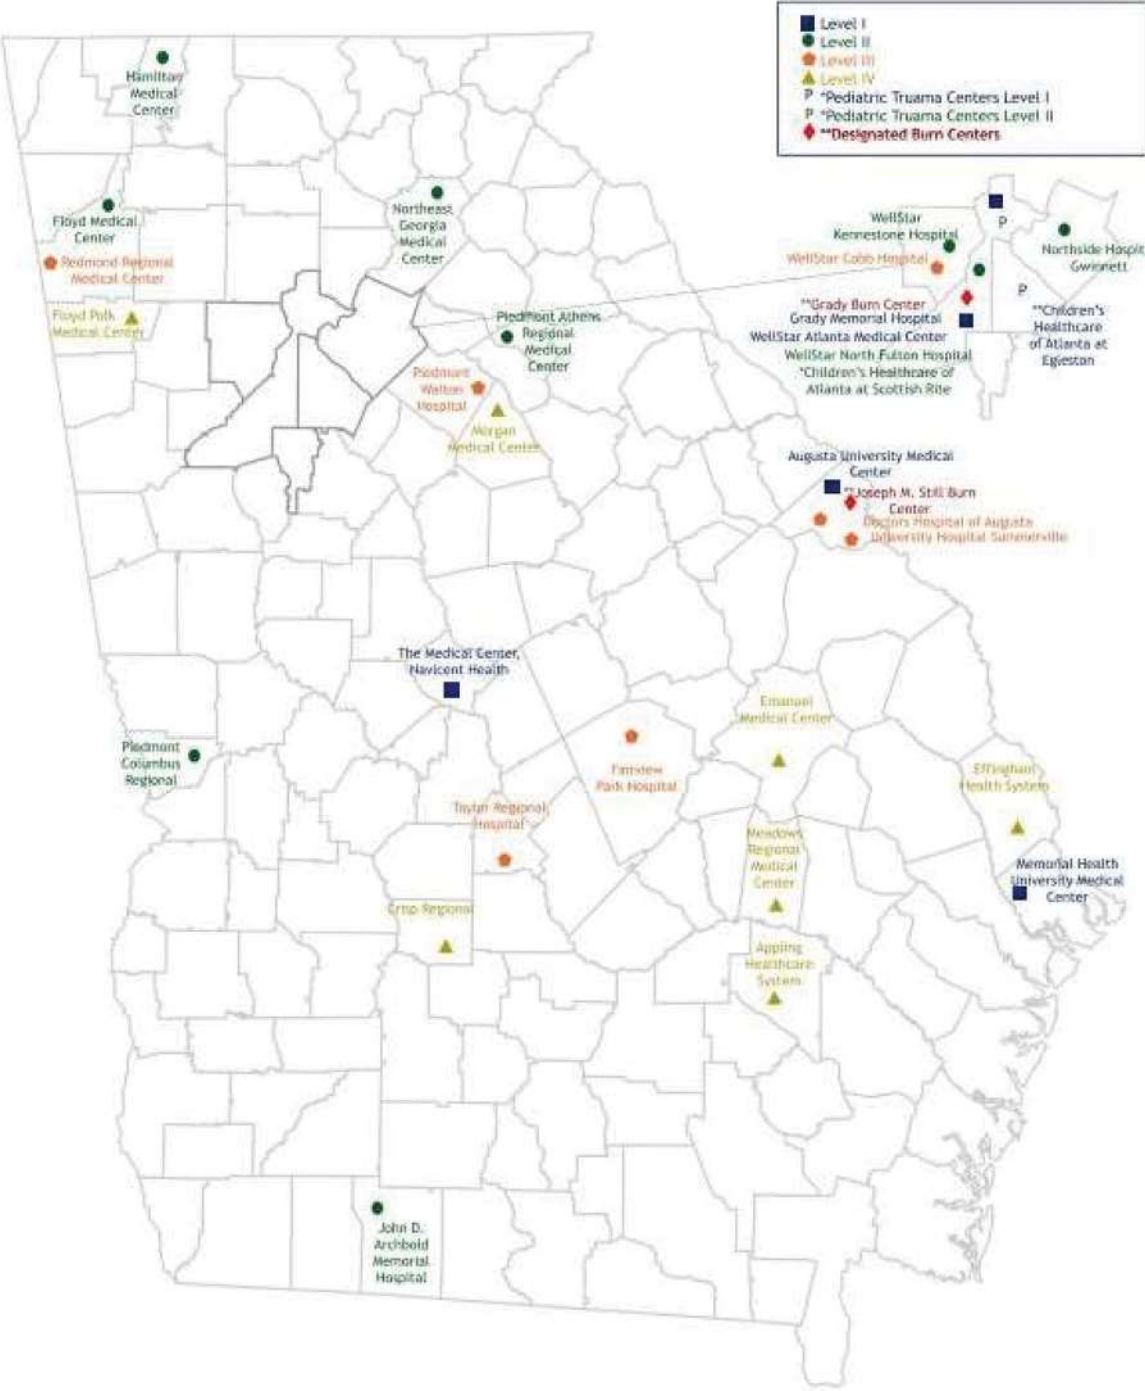 Level I
Level II
Level III
Level IV
P *Pediatric Truama Centers Level I
P *Pediatric Truama Centers Level II
**Designated Burn Centers
Hamilton
Medical
Center
Floyd Medical
Center
Redmond Regional
Medical Center
Floyd Polk
Medical Center
Northeast
Georgia
Medical
Center
Piedmont Athens
Regional
Medical
Center
Piedmont
Walton
Hospital
Morgan
Medical Center
WellStar
Kennestone Hospital
WellStar Cobb Hospital
P
P
Northside Hospit
Gwinnett
**Grady Burn Center
Grady Memorial Hospital
WellStar Atlanta Medical Center
WellStar North Fulton Hospital
*Children's Healthcare of
Atlanta at Scottish Rite
**Children's
Healthcare
of Atlanta at
Egleston
Augusta University Medical
Center
**Joseph M. Still Burn
Center
Doctors Hospital of Augusta
University Hospital Summerville
The Medical Center,
Navicent Health
Piedmont
Columbus
Regional
Fairview
Park Hospital
Taylor Regional
Hospital
Emanuel
Medical Center
Effingham
Health System
Meadows
Regional
Medical
Center
Memorial Health
University Medical
Center
Crisp Regional
Appling
Healthcare
System
John D.
Archbold
Memorial
Hospital